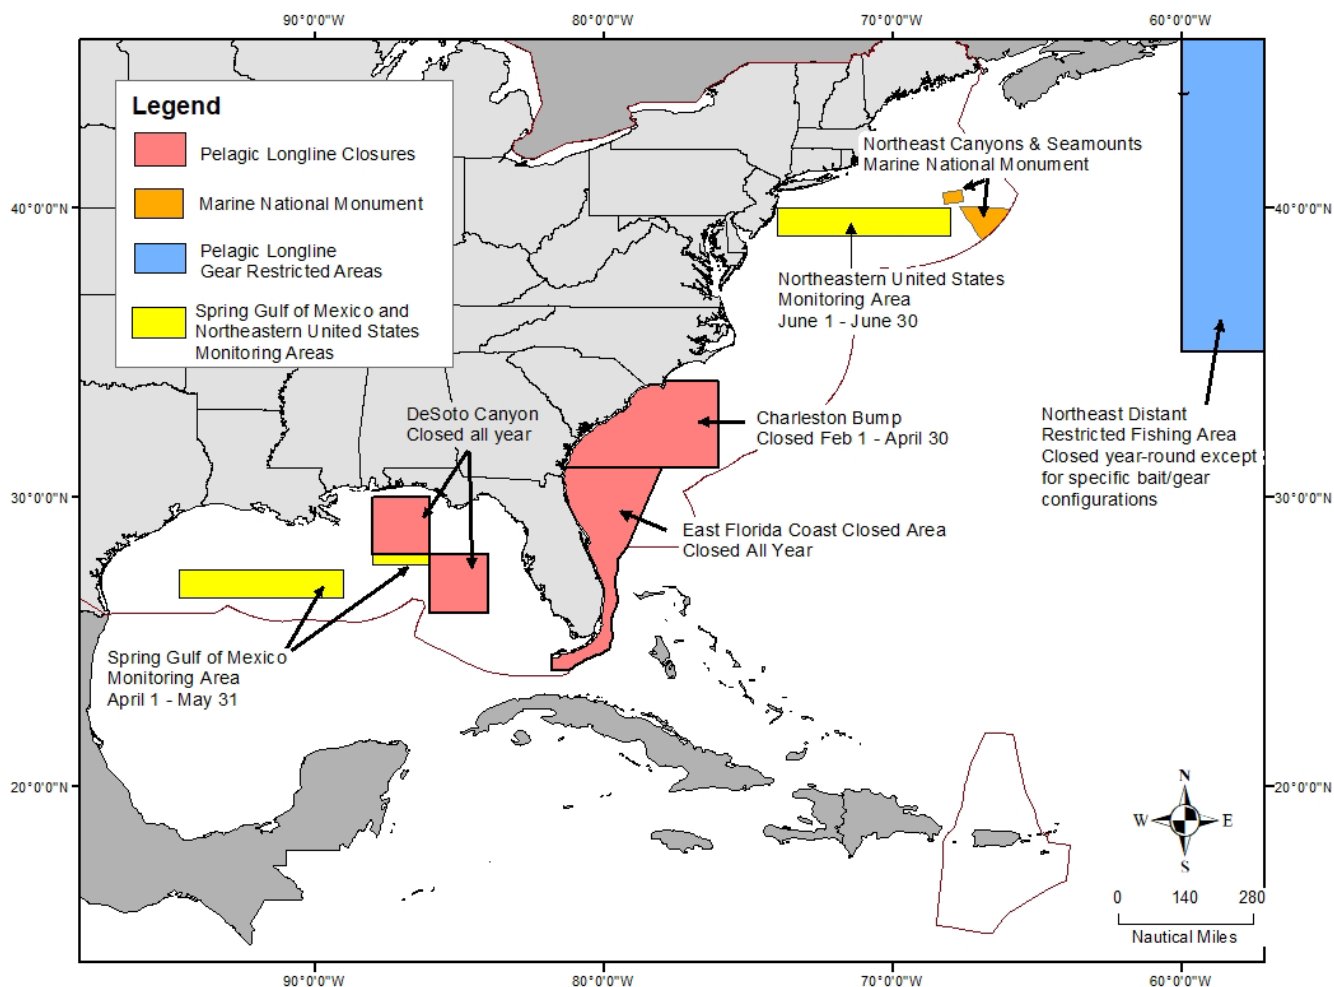 90°0'0"W
80°0'0"W
70°0'0"W
60°0'0"W
Legend
Pelagic Longline Closures
Marine National Monument
Pelagic Longline
Gear Restricted Areas
Spring Gulf of Mexico and
Northeastern United States
Monitoring Areas
Northeast Canyons & Seamounts
Marine National Monument
40°0'0"N
40°0'0"N
Northeastern United States
Monitoring Area
June 1 - June 30
DeSoto Canyon
Closed all year
Charleston Bump
Closed Feb 1 - April 30
Northeast Distant
Restricted Fishing Area
Closed year-round except
for specific bait/gear
configurations
30°0'0"N
30°0'0"N
East Florida Coast Closed Area
Closed All Year
Spring Gulf of Mexico
Monitoring Area
April 1 - May 31
20°0'0"N
20°0'0"N
N
W
E
S
0
140
280
Nautical Miles
90°0'0"W
80°0'0"W
70°0'0"W
60°0'0"W